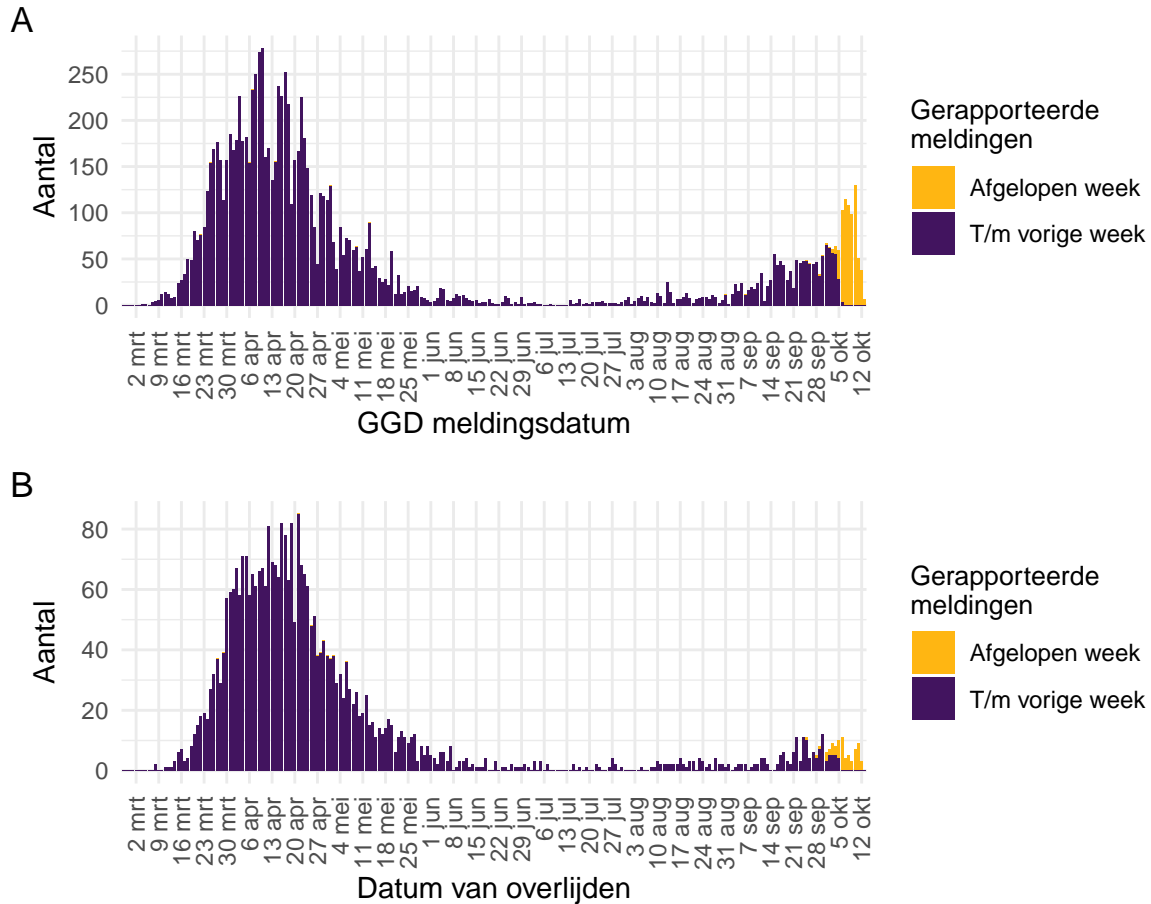 A
250
200
150
100
50
0
Aantal
2 mrt
9 mrt
16 mrt
23 mrt
30 mrt
6 apr
13 apr
20 apr
27 apr
4 mei
11 mei
18 mei
25 mei
1 jun
8 jun
15 jun
22 jun
29 jun
6 jul
13 jul
20 jul
27 jul
3 aug
10 aug
17 aug
24 aug
31 aug
7 sep
14 sep
21 sep
28 sep
5 okt
12 okt
GGD meldingsdatum
Gerapporteerde
meldingen
Afgelopen week
T/m vorige week
B
80
60
40
20
0
Aantal
2 mrt
9 mrt
16 mrt
23 mrt
30 mrt
6 apr
13 apr
20 apr
27 apr
4 mei
11 mei
18 mei
25 mei
1 jun
8 jun
15 jun
22 jun
29 jun
6 jul
13 jul
20 jul
27 jul
3 aug
10 aug
17 aug
24 aug
31 aug
7 sep
14 sep
21 sep
28 sep
5 okt
12 okt
Datum van overlijden
Gerapporteerde
meldingen
Afgelopen week
T/m vorige week